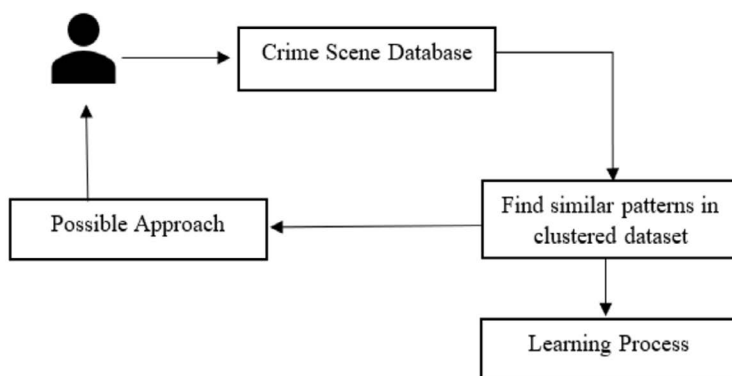 Crime Scene Database
Possible Approach
Find similar patterns in
clustered dataset
Learning Process